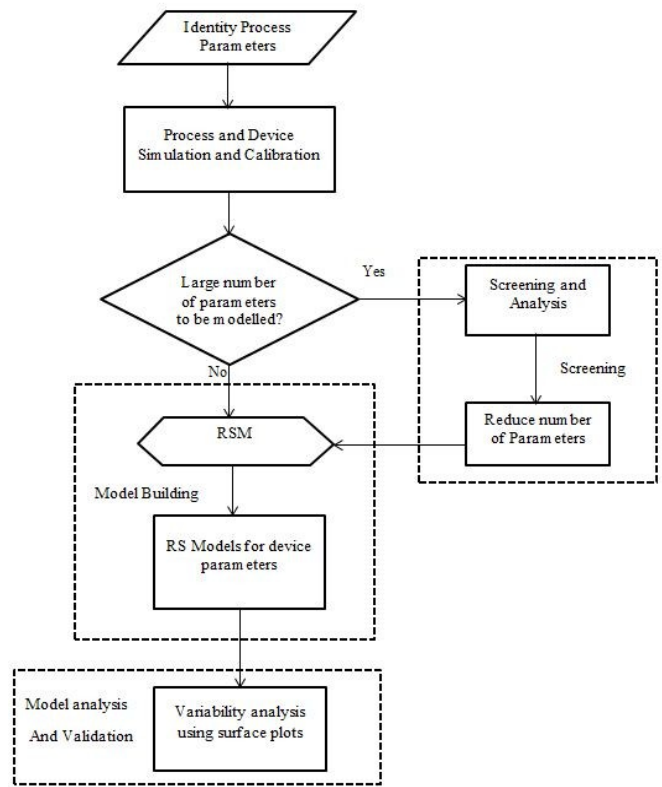 Identity Process
Parameters
Process and Device
Simulation and Calibration
Large number
of parameters
to be modelled?
Yes
Screening and
Analysis
Screening
No
Reduce number
of Parameters
RSM
Model Building
RS Models for device
parameters
Model analysis
And Validation
Variability analysis
using surface plots